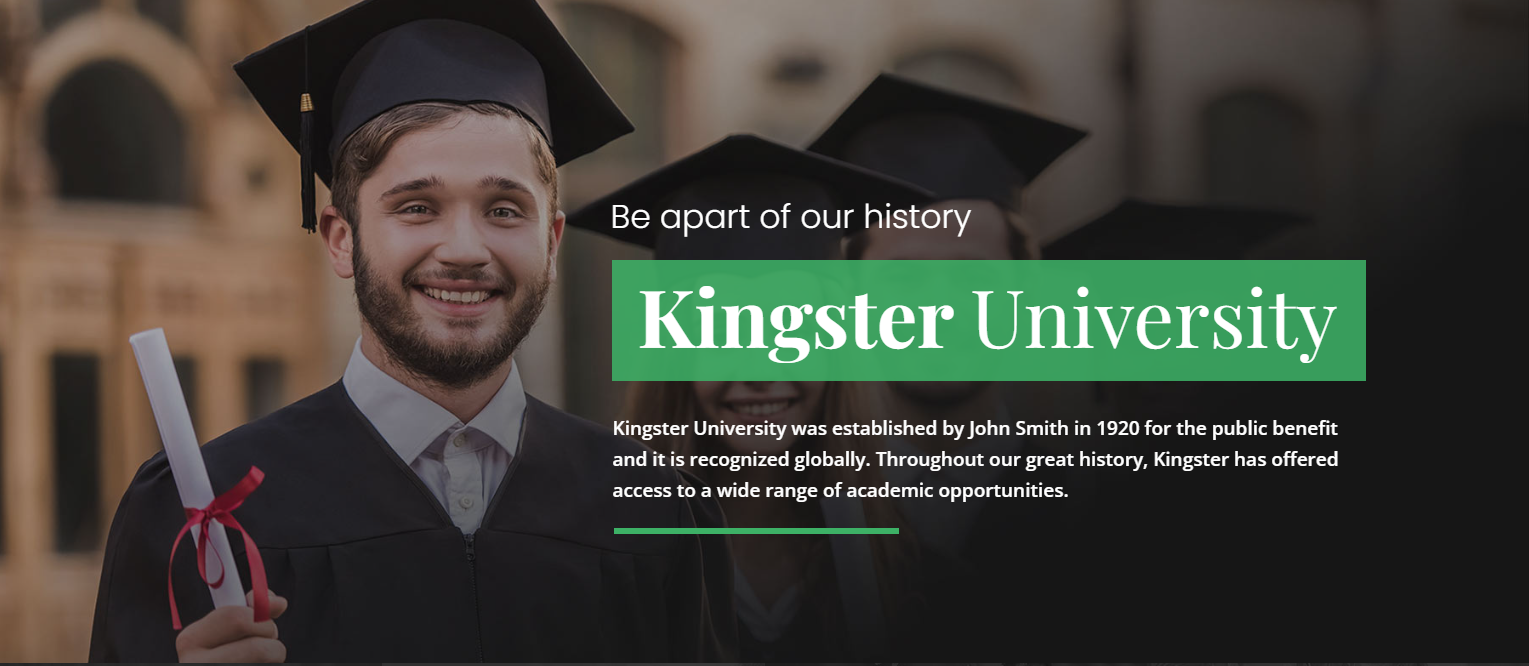 Be apart of our history
Kingster University
Kingster University was established by John Smith in 1920 for the public benefit
and it is recognized globally. Throughout our great history, Kingster has offered
access to a wide range of academic opportunities.